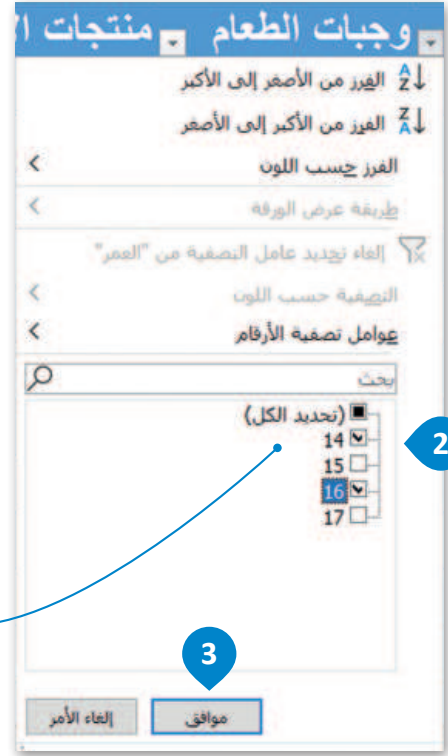 وجبات الطعام منتجات ا
الفرز من الأصغر إلى الأكبر
الفرز من الأكبر إلى الأصغر
الفرز حسب اللون
طريقة عرض الورقة
إلغاء تحديد عامل التصفية من "العمر"
التصفية حسب اللون
عوامل تصفية الأرقام
بحث
(تحديد الكل)
14
2
15
16
17
3
موافق
إلغاء الأمر